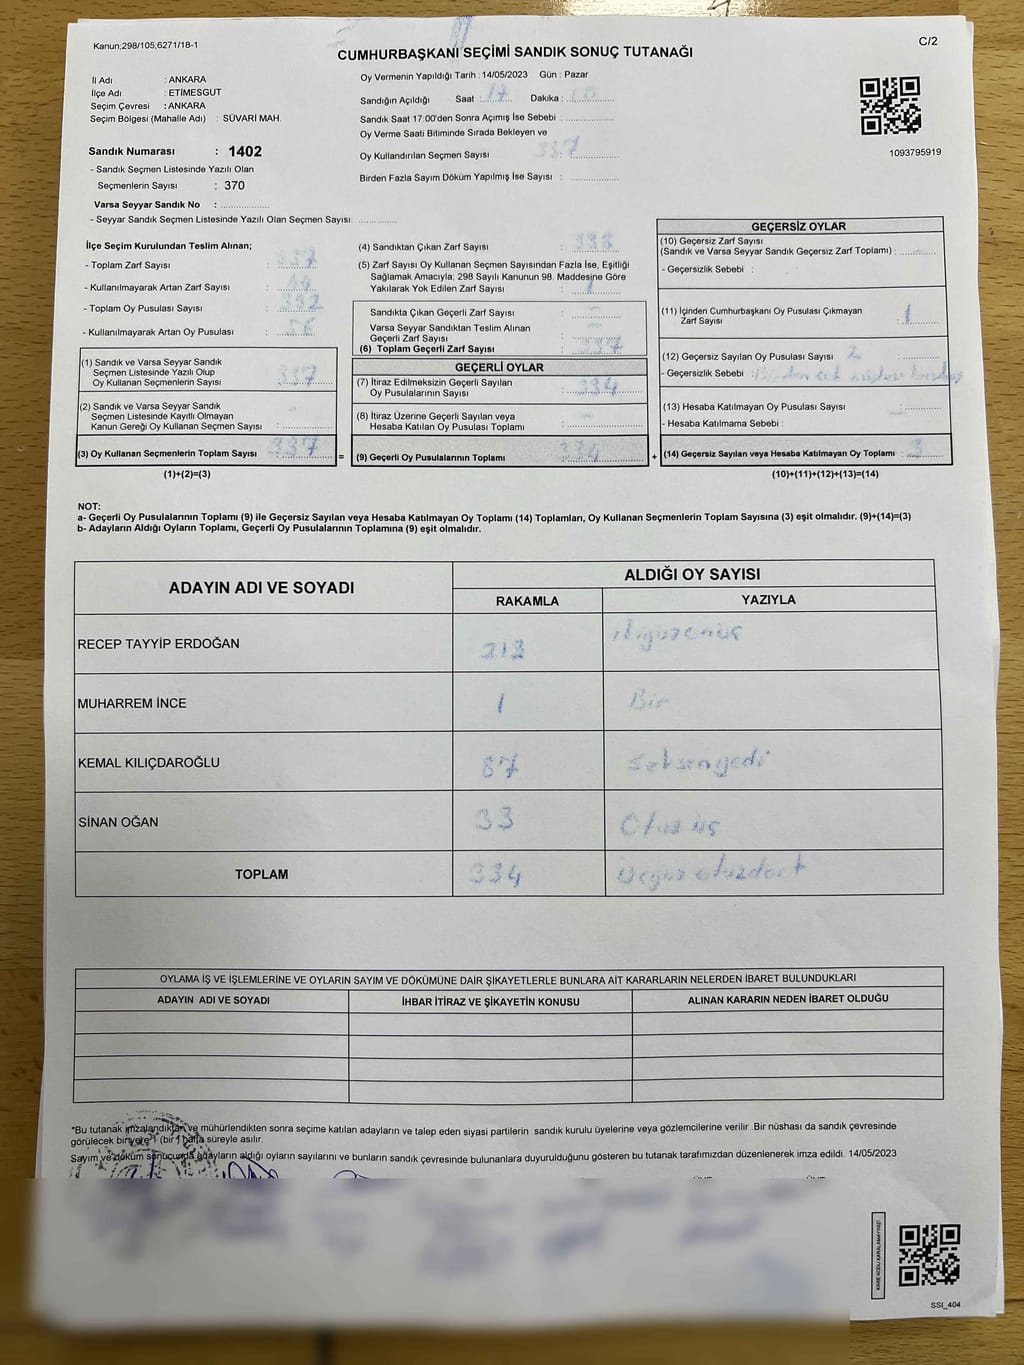 Kanun,298/105,6271/18-1
C/2
CUMHURBAŞKANI SEÇİMİ SANDIK SONUÇ TUTANAĞI
İl Adı : ANKARA
İlçe Adı : ETİMESGUT
Seçim Çevresi : ANKARA
Seçim Bölgesi (Mahalle Adı) : SÜVARİ MAH.
Oy Vermenin Yapıldığı Tarih : 14/05/2023 Gün : Pazar
Sandığın Açıldığı Saat : 17 Dakika :
Sandık Saat 17:00'den Sonra Açımış İse Sebebi :
Oy Verme Saati Bitiminde Sırada Bekleyen ve
Oy Kullandırılan Seçmen Sayısı : 337
Birden Fazla Sayım Döküm Yapılmış İse Sayısı :
1093795919
Sandık Numarası : 1402
- Sandık Seçmen Listesinde Yazılı Olan
Seçmenlerin Sayısı : 370
Varsa Seyyar Sandık No :
- Seyyar Sandık Seçmen Listesinde Yazılı Olan Seçmen Sayısı:
İlçe Seçim Kurulundan Teslim Alınan;
- Toplam Zarf Sayısı :
- Kullanılmayarak Artan Zarf Sayısı :
- Toplam Oy Pusulası Sayısı :
- Kullanılmayarak Artan Oy Pusulası :
(1) Sandık ve Varsa Seyyar Sandık
Seçmen Listesinde Yazılı Olup
Oy Kullanan Seçmenlerin Sayısı : 337
(2) Sandık ve Varsa Seyyar Sandık
Seçmen Listesinde Kayıtlı Olmayan
Kanun Gereği Oy Kullanan Seçmen Sayısı : -
(3) Oy Kullanan Seçmenlerin Toplam Sayısı : 337
(1)+(2)=(3)
=
(4) Sandıktan Çıkan Zarf Sayısı : 338
(5) Zarf Sayısı Oy Kullanan Seçmen Sayısından Fazla İse, Eşitliği
Sağlamak Amacıyla, 298 Sayılı Kanunun 98. Maddesine Göre
Yakılarak Yok Edilen Zarf Sayısı : 1
Sandıkta Çıkan Geçerli Zarf Sayısı : -
Varsa Seyyar Sandıktan Teslim Alınan
Geçerli Zarf Sayısı : -
(6) Toplam Geçerli Zarf Sayısı : 337
GEÇERLİ OYLAR
(7) İtiraz Edilmeksizin Geçerli Sayılan
Oy Pusulalarının Sayısı : 334
(8) İtiraz Üzerine Geçerli Sayılan veya
Hesaba Katılan Oy Pusulası Toplamı : -
(9) Geçerli Oy Pusulalarının Toplamı : 334
+
GEÇERSİZ OYLAR
(10) Geçersiz Zarf Sayısı
(Sandık ve Varsa Seyyar Sandık Geçersiz Zarf Toplamı) :
- Geçersizlik Sebebi :
(11) İçinden Cumhurbaşkanı Oy Pusulası Çıkmayan
Zarf Sayısı : 1
(12) Geçersiz Sayılan Oy Pusulası Sayısı : 2
- Geçersizlik Sebebi : Birden çok
(13) Hesaba Katılmayan Oy Pusulası Sayısı :
- Hesaba Katılmama Sebebi :
(14) Geçersiz Sayılan veya Hesaba Katılmayan Oy Toplamı : 3
(10)+(11)+(12)+(13)=(14)
NOT:
a- Geçerli Oy Pusulalarının Toplamı (9) ile Geçersiz Sayılan veya Hesaba Katılmayan Oy Toplamı (14) Toplamları, Oy Kullanan Seçmenlerin Toplam Sayısına (3) eşit olmalıdır. (9)+(14)=(3)
b- Adayların Aldığı Oyların Toplamı, Geçerli Oy Pusulalarının Toplamına (9) eşit olmalıdır.
ADAYIN ADI VE SOYADI ALDIĞI OY SAYISI
RAKAMLA YAZIYLA
RECEP TAYYİP ERDOĞAN 213
MUHARREM İNCE 1 Bir
KEMAL KILIÇDAROĞLU 87 Seksenyedi
SİNAN OĞAN 33 Otuz üç
TOPLAM 334 Üçyüz otuzdört
OYLAMA İŞ VE İŞLEMLERİNE VE OYLARIN SAYIM VE DÖKÜMÜNE DAİR ŞİKAYETLERLE BUNLARA AİT KARARLARIN NELERDEN İBARET BULUNDUKLARI
ADAYIN ADI VE SOYADI İHBAR İTİRAZ VE ŞİKAYETİN KONUSU ALINAN KARARIN NEDEN İBARET OLDUĞU
*Bu tutanak imzalandıktan ve mühürlendikten sonra seçime katılan adayların ve talep eden siyasi partilerin sandık kurulu üyelerine veya gözlemcilerine verilir .Bir nüshası da sandık çevresinde
görülecek bir yere 1 (bir) hafta süreyle asılır.
Sayım ve döküm sonucunda adayların aldığı oyların sayılarını ve bunların sandık çevresinde bulunanlara duyurulduğunu gösteren bu tutanak tarafımızdan düzenlenerek imza edildi. 14/05/2023
KARE KODU KARALAMAYINIZ!
SSI_404